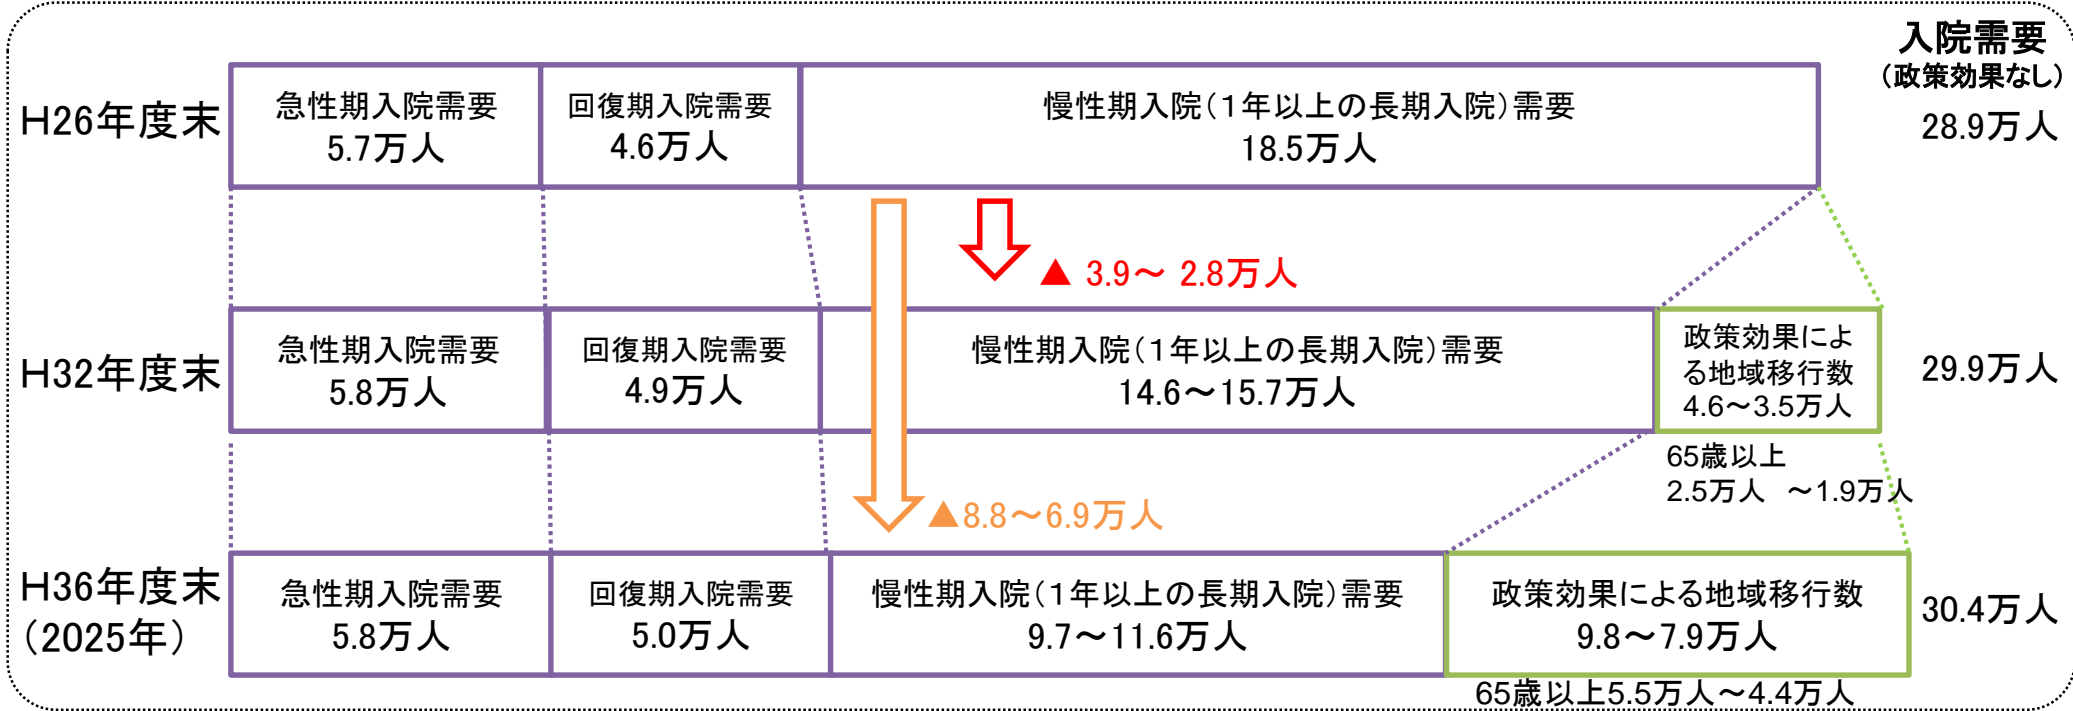 入院需要
（政策効果なし）
H26年度末
急性期入院需要
5.7万人
回復期入院需要
4.6万人
慢性期入院（１年以上の長期入院）需要
18.5万人
28.9万人
▲ 3.9～ 2.8万人
H32年度末
急性期入院需要
5.8万人
回復期入院需要
4.9万人
慢性期入院（１年以上の長期入院）需要
14.6～15.7万人
政策効果によ
る地域移行数
4.6～3.5万人
29.9万人
65歳以上
2.5万人　～1.9万人
▲8.8～6.9万人
H36年度末
（2025年）
急性期入院需要
5.8万人
回復期入院需要
5.0万人
慢性期入院（１年以上の長期入院）需要
9.7～11.6万人
政策効果による地域移行数
9.8～7.9万人
30.4万人
65歳以上5.5万人～4.4万人